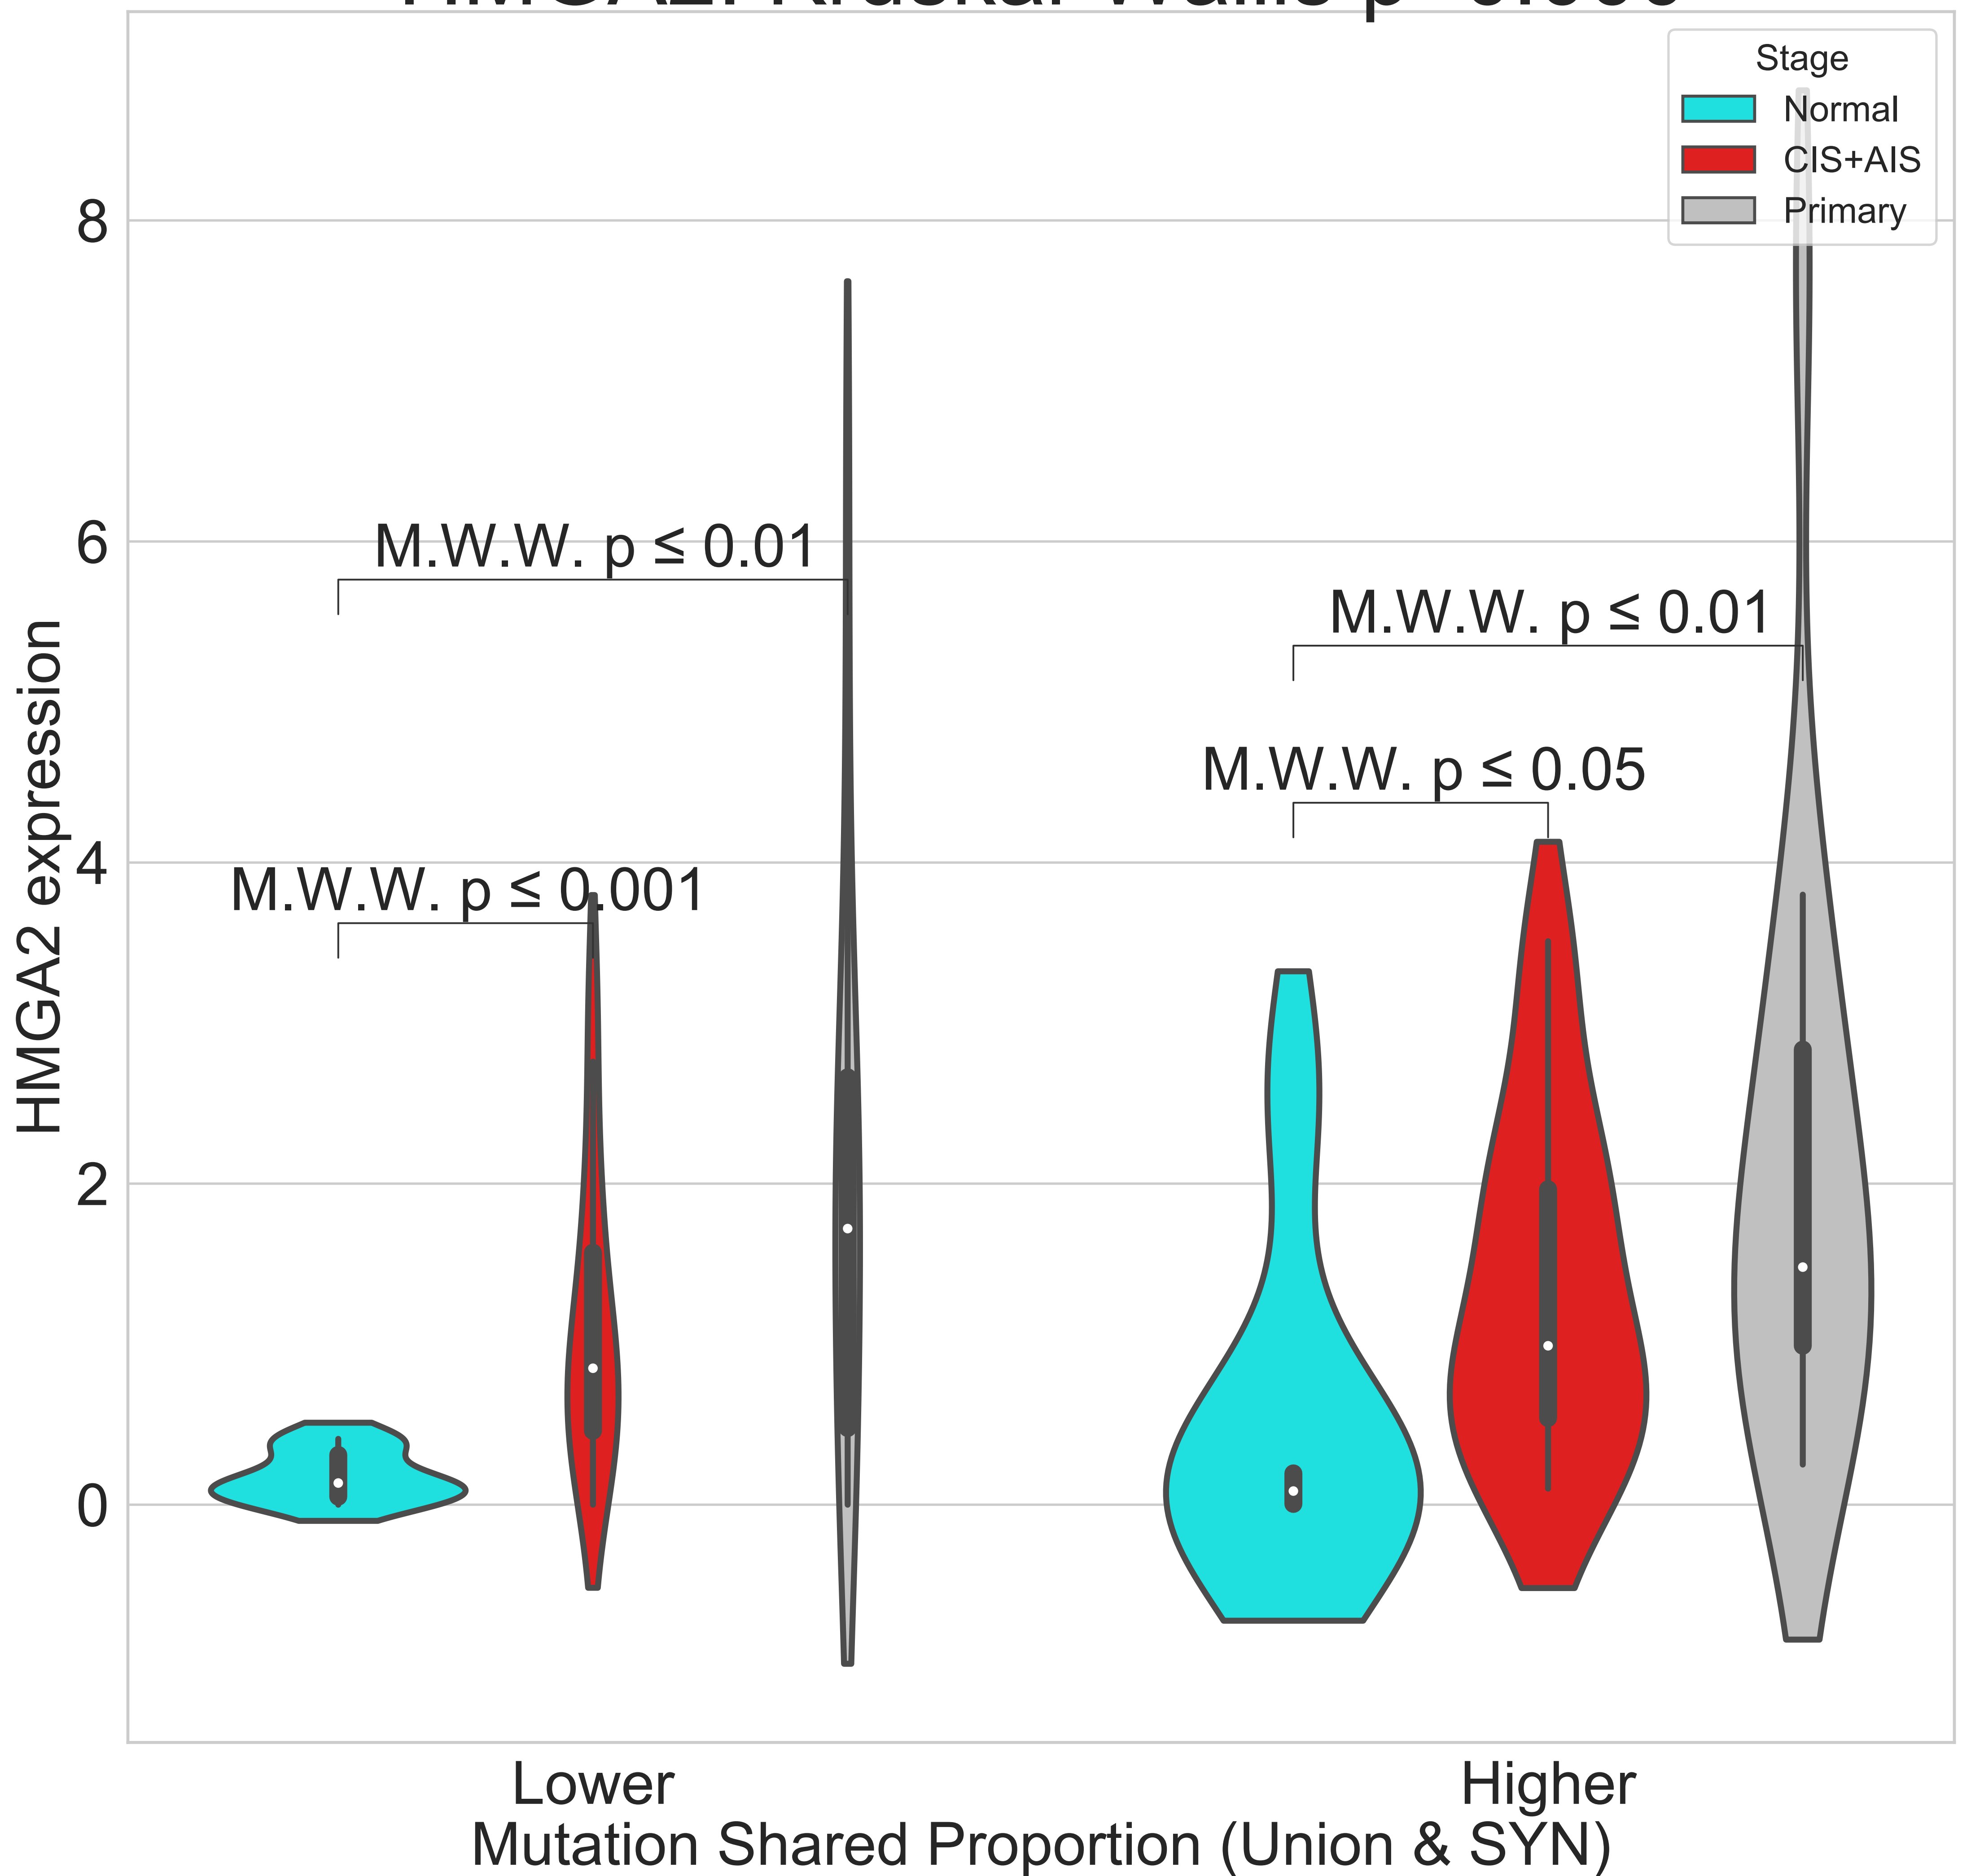 Stage
Normal
CIS+AIS
Primary
8
6
4
2
0
HMGA2 expression
M.W.W. p ≤ 0.01
M.W.W. p ≤ 0.01
M.W.W. p ≤ 0.05
M.W.W. p ≤ 0.001
Lower
Higher
Mutation Shared Proportion (Union & SYN)